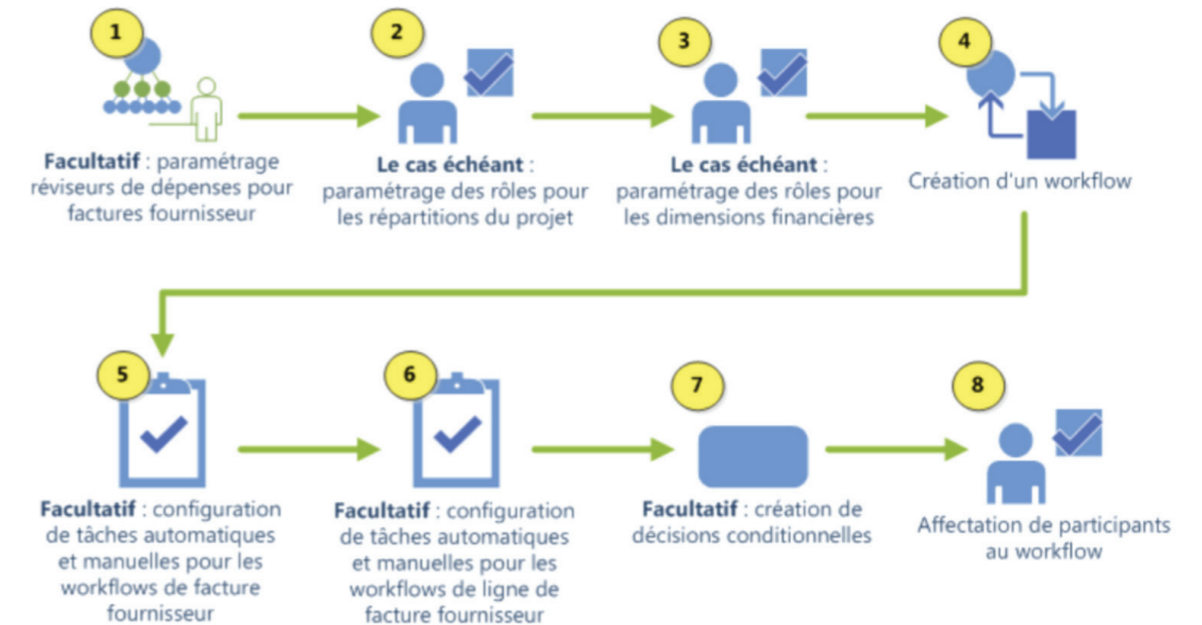 1
Facultatif : paramétrage
réviseurs de dépenses pour
factures fournisseur
2
Le cas échéant :
paramétrage des rôles pour
les répartitions du projet
3
Le cas échéant :
paramétrage des rôles pour
les dimensions financières
4
Création d'un workflow
5
Facultatif : configuration
de tâches automatiques
et manuelles pour les
workflows de facture
fournisseur
6
Facultatif : configuration
de tâches automatiques
et manuelles pour les
workflows de ligne de
facture fournisseur
7
Facultatif : création de
décisions conditionnelles
8
Affectation de participants
au workflow